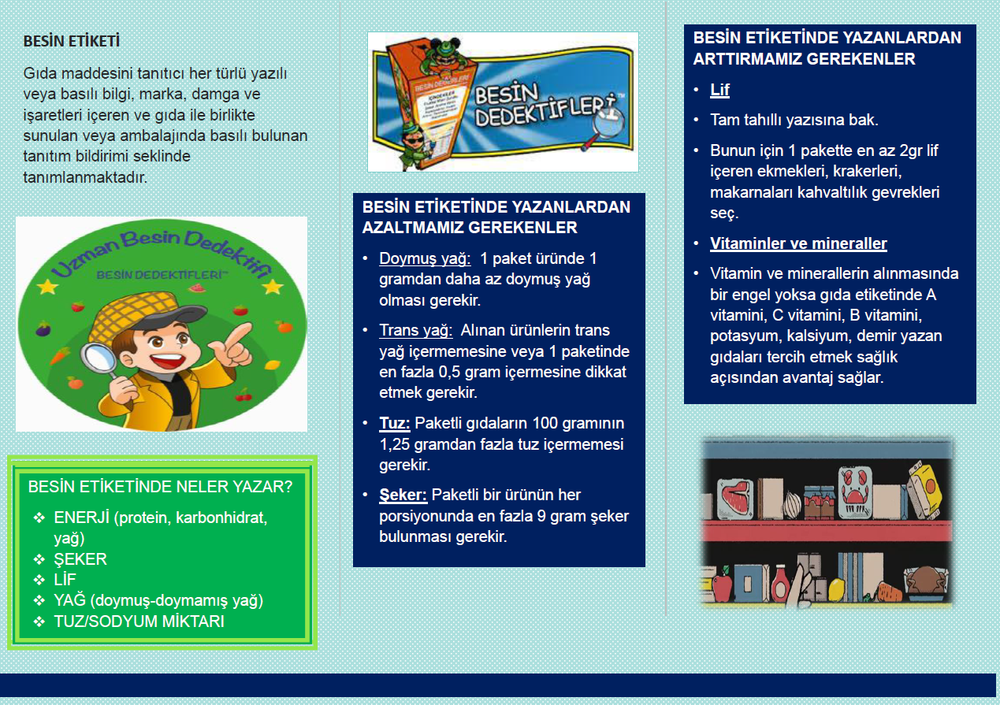 BESİN ETİKETİ
Gıda maddesini tanıtıcı her türlü yazılı
veya basılı bilgi, marka, damga ve
işaretleri içeren ve gıda ile birlikte
sunulan veya ambalajında basılı bulunan
tanıtım bildirimi seklinde
tanımlanmaktadır.
Uzman Besin Dedektifi
BESİN DEDEKTİFLERİ™
BESİN ETİKETİNDE NELER YAZAR?
❖ ENERJİ (protein, karbonhidrat,
yağ)
❖ ŞEKER
❖ LİF
❖ YAĞ (doymuş-doymamış yağ)
❖ TUZ/SODYUM MİKTARI
BESİN DEDEKTİFLERİ
İÇİNDEKİLER
BESİN
DEDEKTİFLERİ™
BESİN ETİKETİNDE YAZANLARDAN
AZALTMAMIZ GEREKENLER
• Doymuş yağ: 1 paket üründe 1
gramdan daha az doymuş yağ
olması gerekir.
• Trans yağ: Alınan ürünlerin trans
yağ içermemesine veya 1 paketinde
en fazla 0,5 gram içermesine dikkat
etmek gerekir.
• Tuz: Paketli gıdaların 100 gramının
1,25 gramdan fazla tuz içermemesi
gerekir.
• Şeker: Paketli bir ürünün her
porsiyonunda en fazla 9 gram şeker
bulunması gerekir.
BESİN ETİKETİNDE YAZANLARDAN
ARTTIRMAMIZ GEREKENLER
• Lif
• Tam tahıllı yazısına bak.
• Bunun için 1 pakette en az 2gr lif
içeren ekmekleri, krakerleri,
makarnaları kahvaltılık gevrekleri
seç.
• Vitaminler ve mineraller
• Vitamin ve minerallerin alınmasında
bir engel yoksa gıda etiketinde A
vitamini, C vitamini, B vitamini,
potasyum, kalsiyum, demir yazan
gıdaları tercih etmek sağlık
açısından avantaj sağlar.